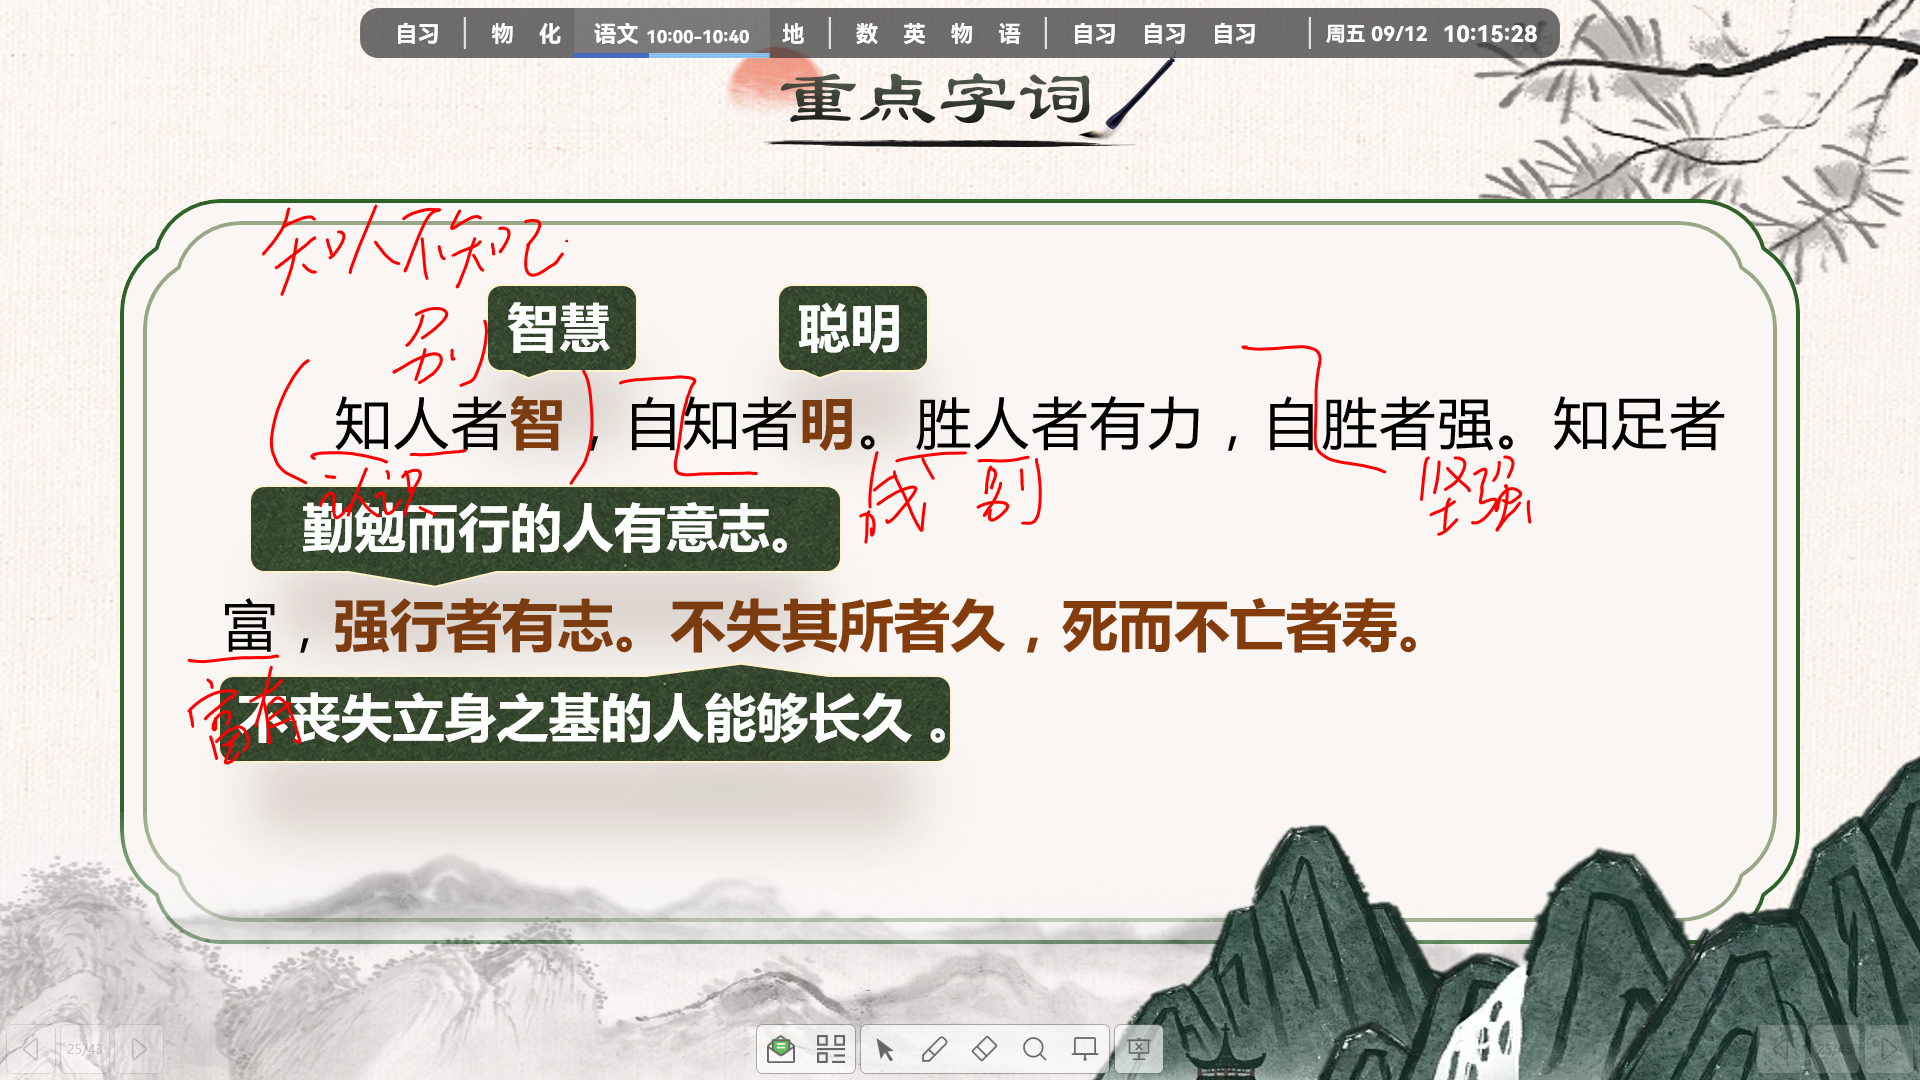 自习 物 化 语文 10:00-10:40 地 数 英 物 语 自习 自习 自习 周五 09/12 10:15:28
重点字词
知人不知己
别 智慧 聪明
知人者智，自知者明。胜人者有力，自胜者强。知足者
认识 战 别 坚强
勤勉而行的人有意志。
富，强行者有志。不失其所者久，死而不亡者寿。
富有
不丧失立身之基的人能够长久。
25/43